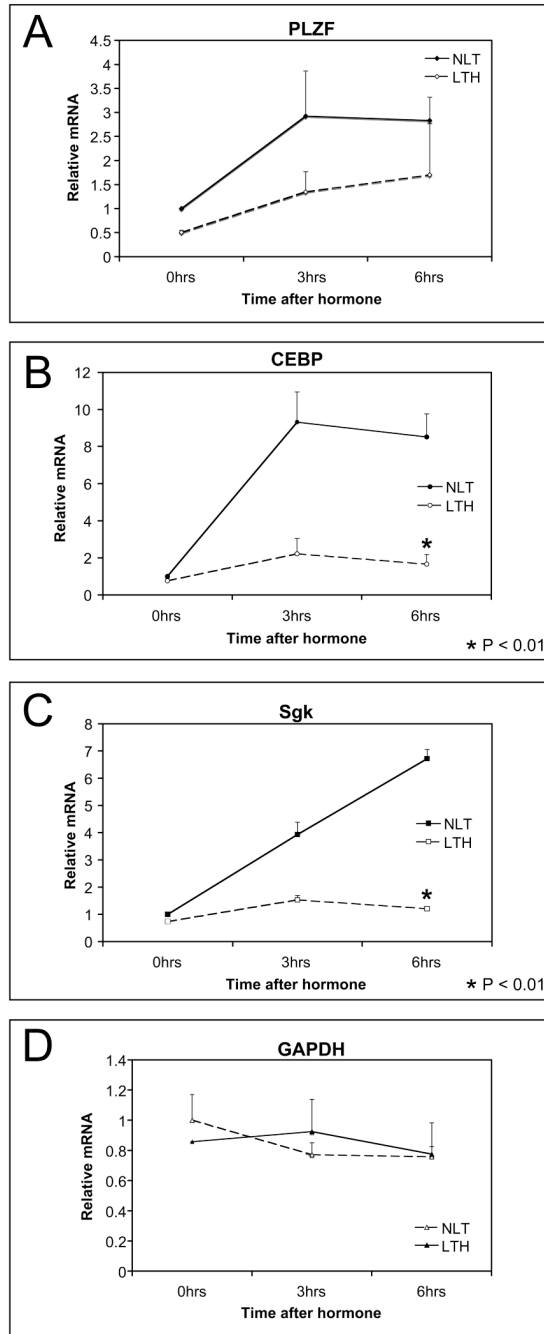 A
PLZF
4.5
4
3.5
3
2.5
2
1.5
1
0.5
0
Relative mRNA
NLT
LTH
0hrs 3hrs 6hrs
Time after hormone
B
CEBP
12
10
8
6
4
2
0
Relative mRNA
NLT
LTH
*
0hrs 3hrs 6hrs
Time after hormone
* P < 0.01
C
Sgk
8
7
6
5
4
3
2
1
0
Relative mRNA
NLT
LTH
*
0hrs 3hrs 6hrs
Time after hormone
* P < 0.01
D
GAPDH
1.4
1.2
1
0.8
0.6
0.4
0.2
0
Relative mRNA
NLT
LTH
0hrs 3hrs 6hrs
Time after hormone